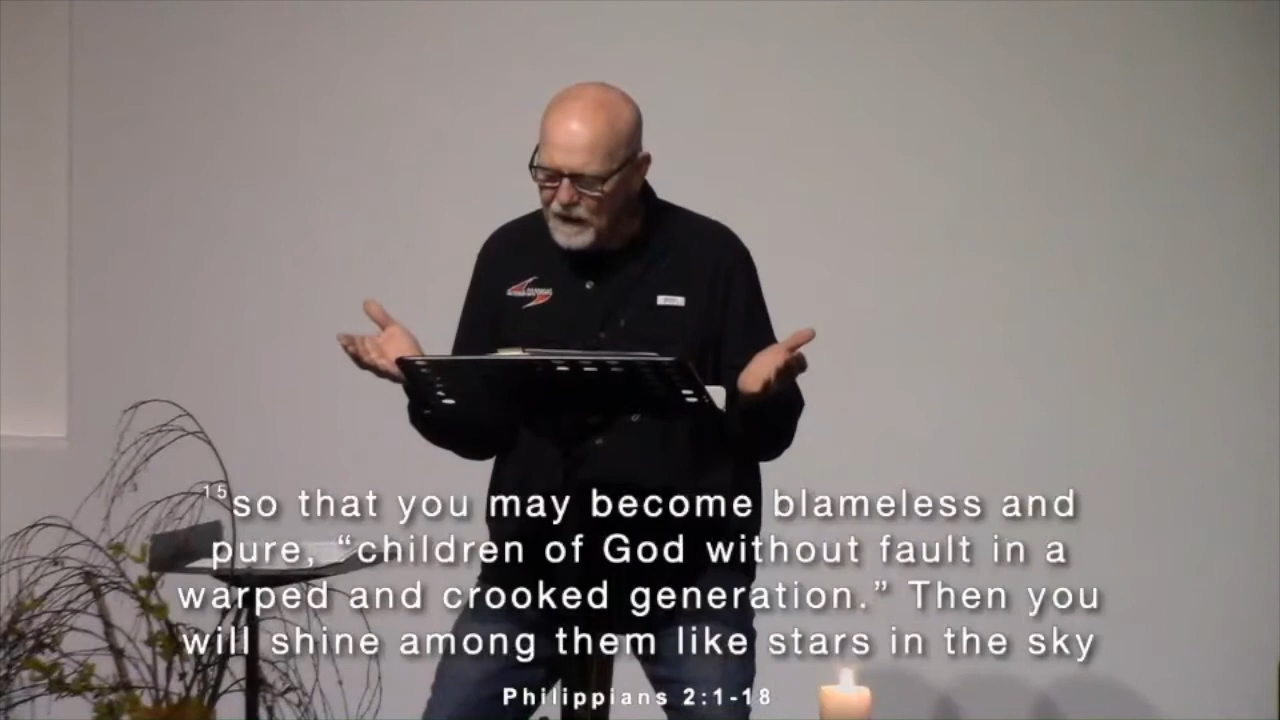 15so that you may become blameless and
pure, “children of God without fault in a
warped and crooked generation.” Then you
will shine among them like stars in the sky
Philippians 2:1-18